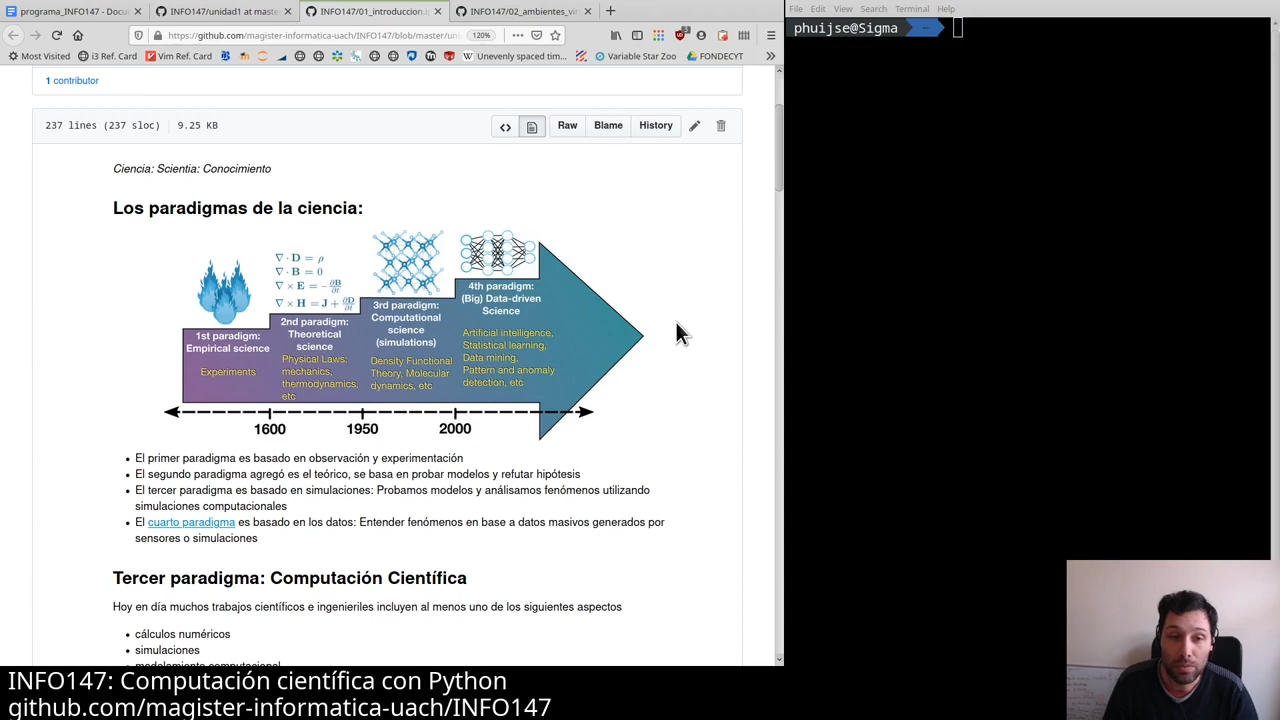 programa_INFO147 - Docu
INFO147/unidad1 at maste
INFO147/01_introduccion.ip
INFO147/02_ambientes_vir
File Edit View Search Terminal Help
phuijse@Sigma ~
magister-informatica-uach/INFO147/blob/master/uni
120%
Most Visited
i3 Ref. Card
Vim Ref. Card
Unevenly spaced tim…
Variable Star Zoo
FONDECYT
1 contributor
237 lines (237 sloc) 9.25 KB
Raw Blame History
Ciencia: Scientia: Conocimiento
Los paradigmas de la ciencia:
∇ · D = ρ
∇ · B = 0
∇ × E = −∂B/∂t
∇ × H = J + ∂D/∂t
1st paradigm:
Empirical science
Experiments
2nd paradigm:
Theoretical
science
Physical Laws:
mechanics,
thermodynamics,
etc
3rd paradigm:
Computational
science
(simulations)
Density Functional
Theory, Molecular
dynamics, etc
4th paradigm:
(Big) Data-driven
Science
Artificial intelligence,
Statistical learning,
Data mining,
Pattern and anomaly
detection, etc
1600 1950 2000
El primer paradigma es basado en observación y experimentación
El segundo paradigma agregó es el teórico, se basa en probar modelos y refutar hipótesis
El tercer paradigma es basado en simulaciones: Probamos modelos y análisamos fenómenos utilizando
simulaciones computacionales
El cuarto paradigma es basado en los datos: Entender fenómenos en base a datos masivos generados por
sensores o simulaciones
Tercer paradigma: Computación Científica
Hoy en día muchos trabajos científicos e ingenieriles incluyen al menos uno de los siguientes aspectos
cálculos numéricos
simulaciones
modelamiento computacional
INFO147: Computación científica con Python
github.com/magister-informatica-uach/INFO147